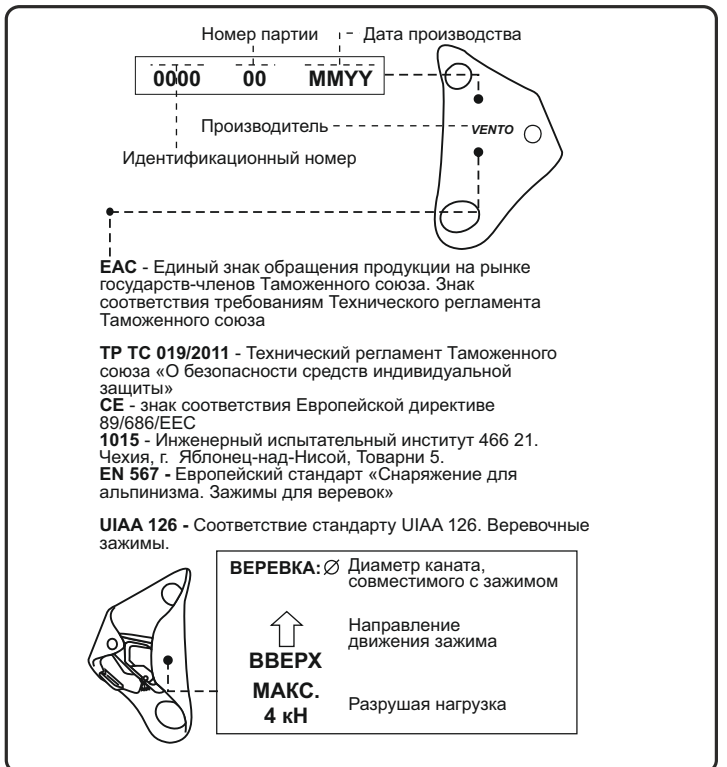 Номер партии
Дата производства
0000 00 MMYY
Производитель
VENTO
Идентификационный номер
EAC - Единый знак обращения продукции на рынке
государств-членов Таможенного союза. Знак
соответствия требованиям Технического регламента
Таможенного союза
ТР ТС 019/2011 - Технический регламент Таможенного
союза «О безопасности средств индивидуальной
защиты»
CE - знак соответствия Европейской директиве
89/686/EEC
1015 - Инженерный испытательный институт 466 21.
Чехия, г. Яблонец-над-Нисой, Товарни 5.
EN 567 - Европейский стандарт «Снаряжение для
альпинизма. Зажимы для веревок»
UIAA 126 - Соответствие стандарту UIAA 126. Веревочные
зажимы.
ВЕРЕВКА:∅ Диаметр каната,
совместимого с зажимом
Направление
движения зажима
ВВЕРХ
МАКС.
4 кН
Разрушая нагрузка